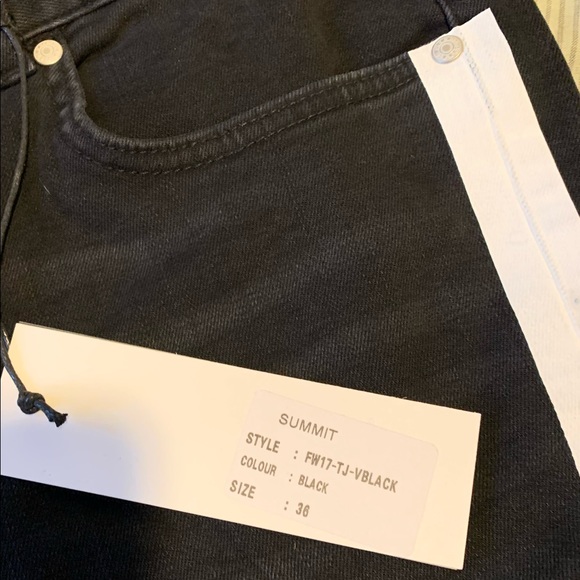 SUMMIT
STYLE : FW17-TJ-VBLACK
COLOUR : BLACK
SIZE : 36